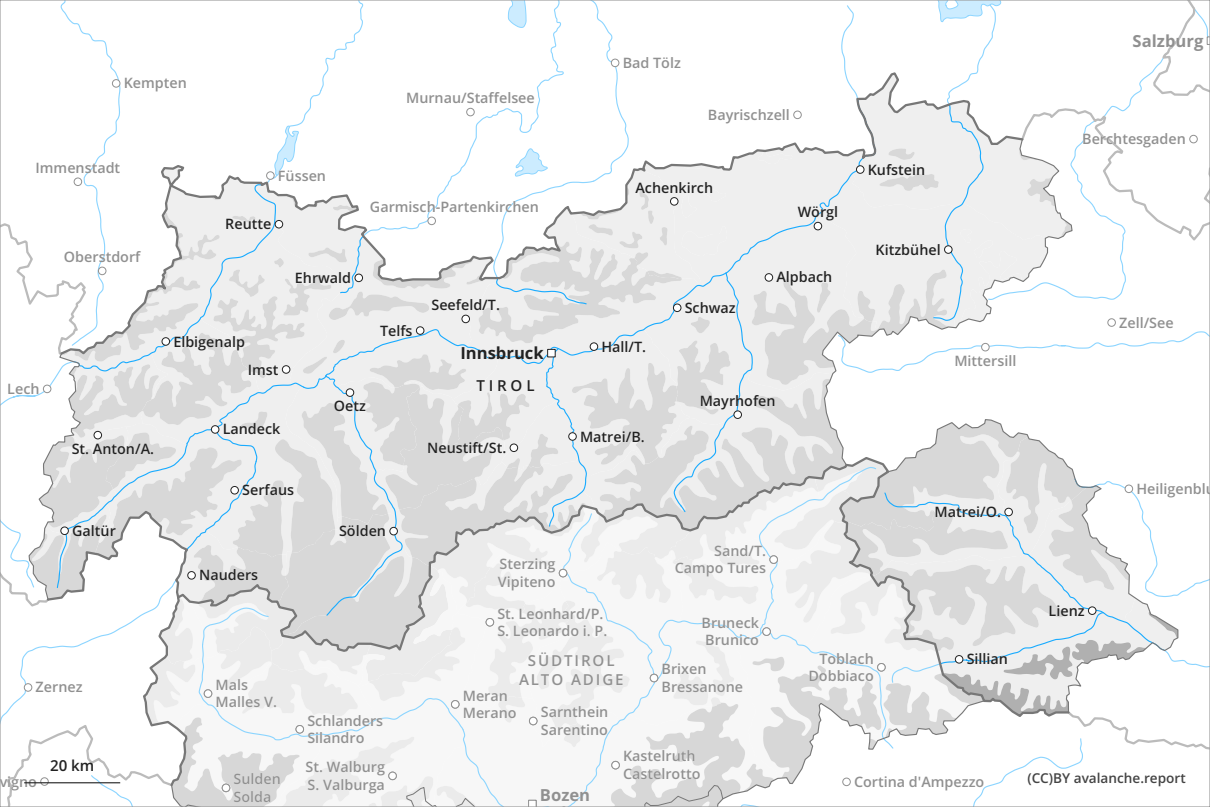 Salzburg
Bad Tölz
Kempten
Murnau/Staffelsee
Bayrischzell
Berchtesgaden
Immenstadt
Füssen
Kufstein
Achenkirch
Garmisch-Partenkirchen
Wörgl
Reutte
Kitzbühel
Oberstdorf
Ehrwald
Alpbach
Seefeld/T.
Schwaz
Zell/See
Telfs
Elbigenalp
Innsbruck
Hall/T.
Mittersill
Imst
TIROL
Lech
Oetz
Mayrhofen
Landeck
Matrei/B.
St. Anton/A.
Neustift/St.
Serfaus
Heiligenblu
Matrei/O.
Galtür
Sölden
Sand/T.
Campo Tures
Sterzing
Vipiteno
Nauders
Lienz
St. Leonhard/P.
S. Leonardo i. P.
Bruneck
Brunico
SÜDTIROL
ALTO ADIGE
Sillian
Toblach
Dobbiaco
Brixen
Bressanone
Zernez
Mals
Malles V.
Meran
Merano
Sarnthein
Sarentino
Schlanders
Silandro
Kastelruth
Castelrotto
St. Walburg
S. Valburga
20 km
vigno
Sulden
Solda
Cortina d'Ampezzo
(CC)BY avalanche.report
Bozen